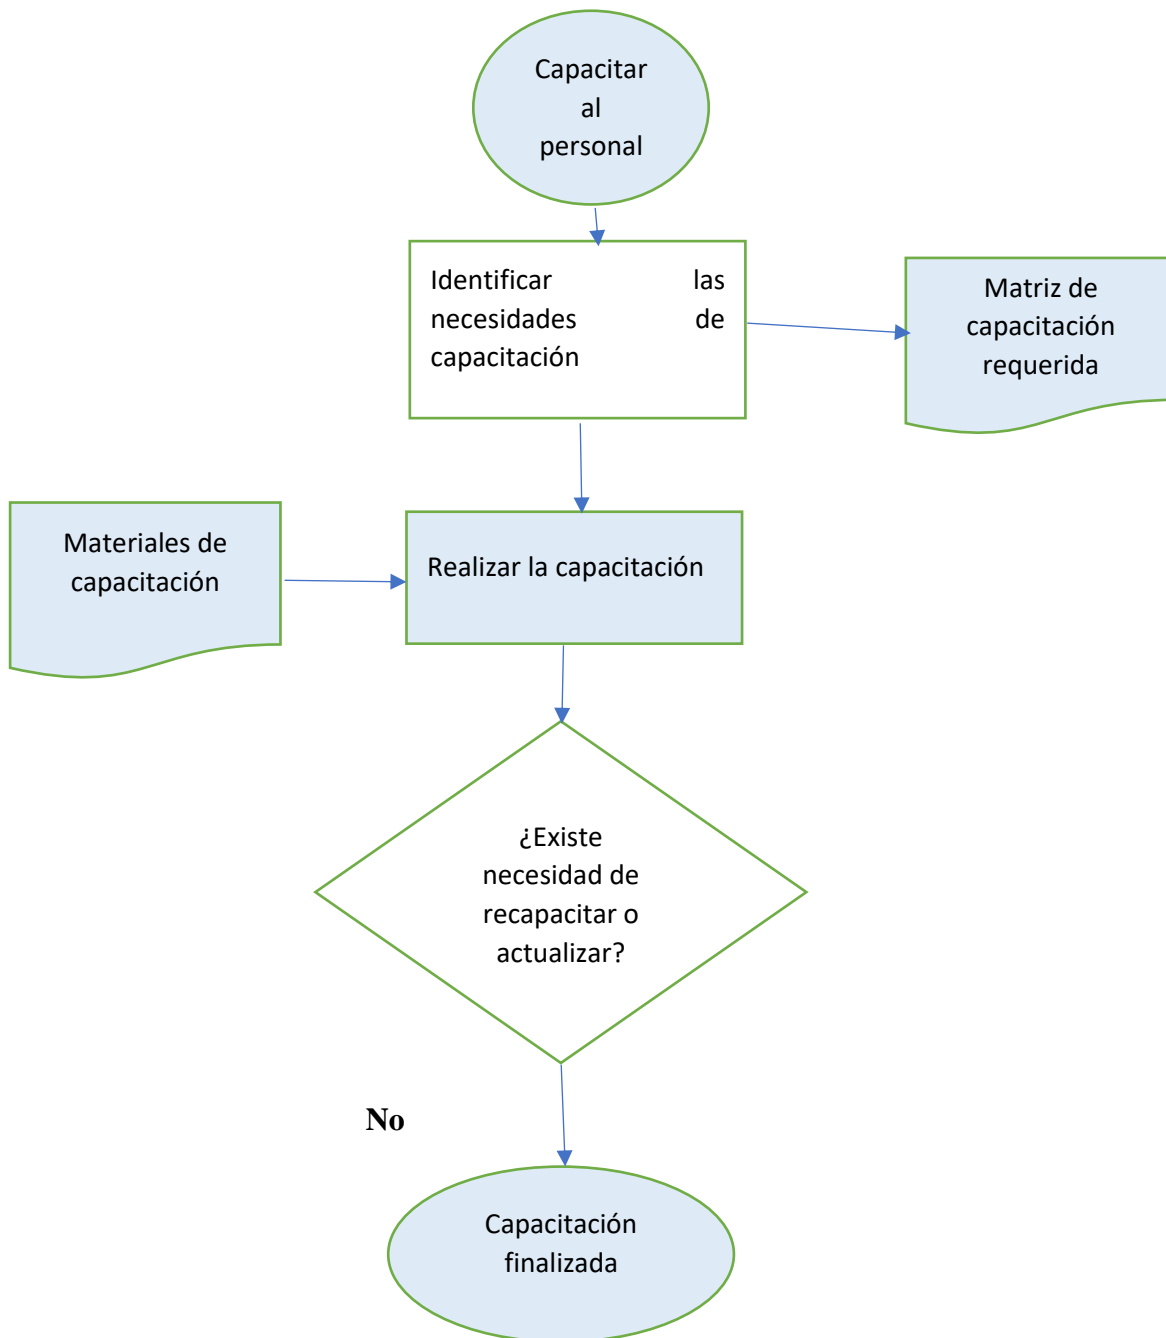 Capacitar
al
personal
Identificar las
necesidades de
capacitación
Matriz de
capacitación
requerida
Materiales de
capacitación
Realizar la capacitación
¿Existe
necesidad de
recapacitar o
actualizar?
No
Capacitación
finalizada